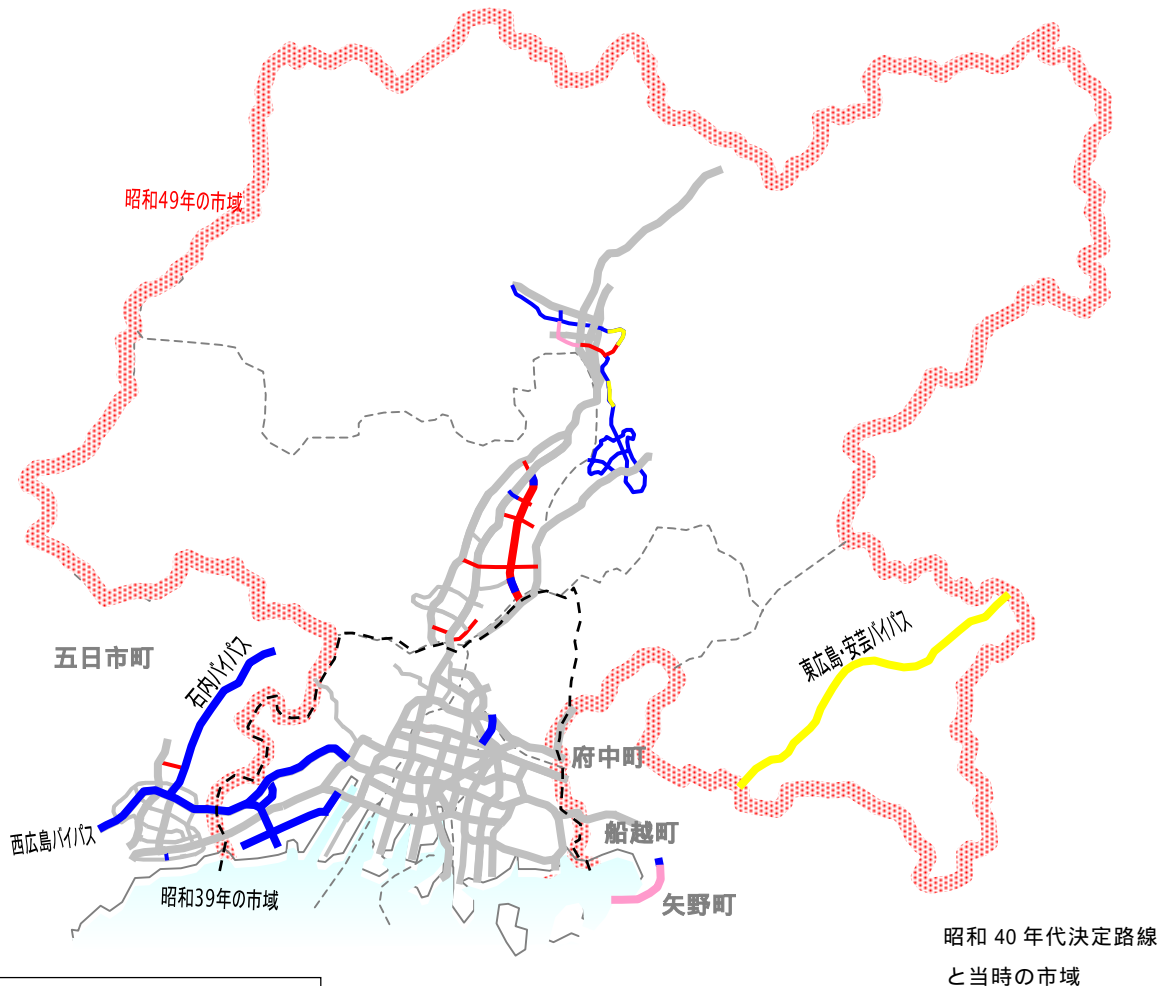 昭和49年の市域
五日市町
石内バイパス
東広島・安芸バイパス
府中町
船越町
西広島バイパス
昭和39年の市域
矢野町
昭和 40 年代決定路線
と当時の市域